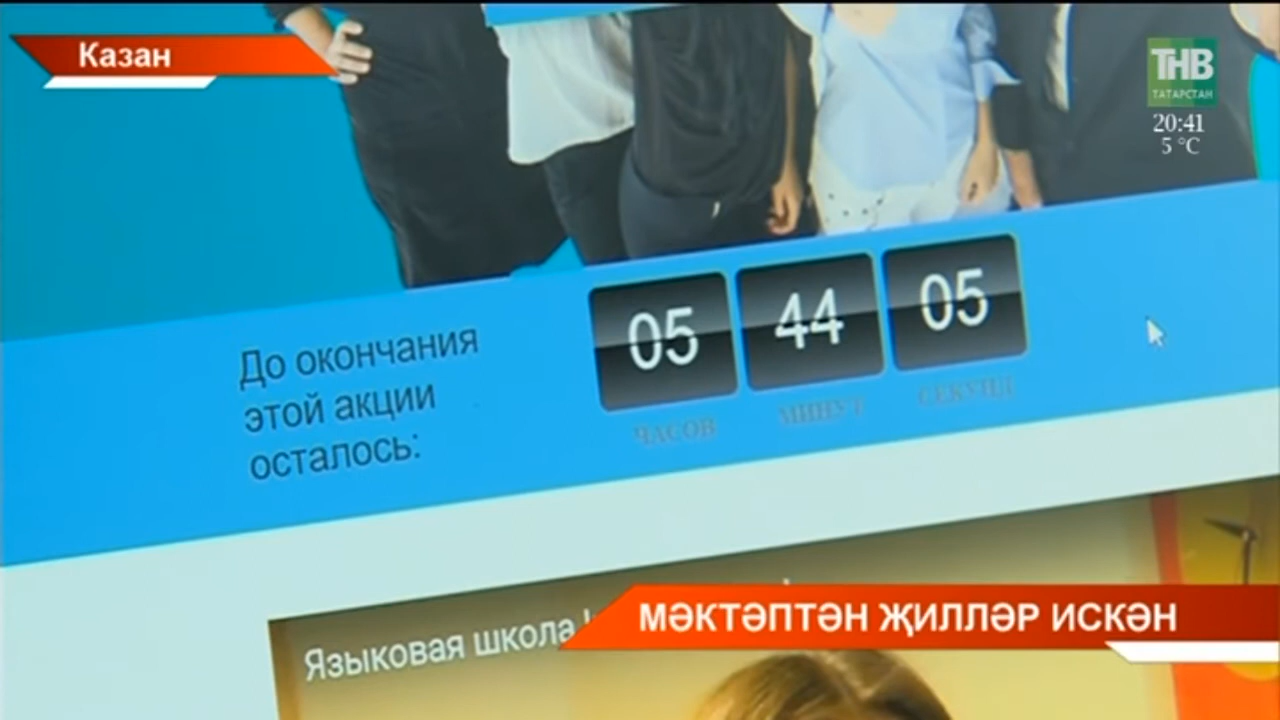 Казан
ТНВ
ТАТАРСТАН
20:41
5 °C
До окончания
этой акции
осталось:
05 44 05
ЧАСОВ МИНУТ СЕКУНД
Языковая школа
МӘКТӘПТӘН ҖИЛЛӘР ИСКӘН